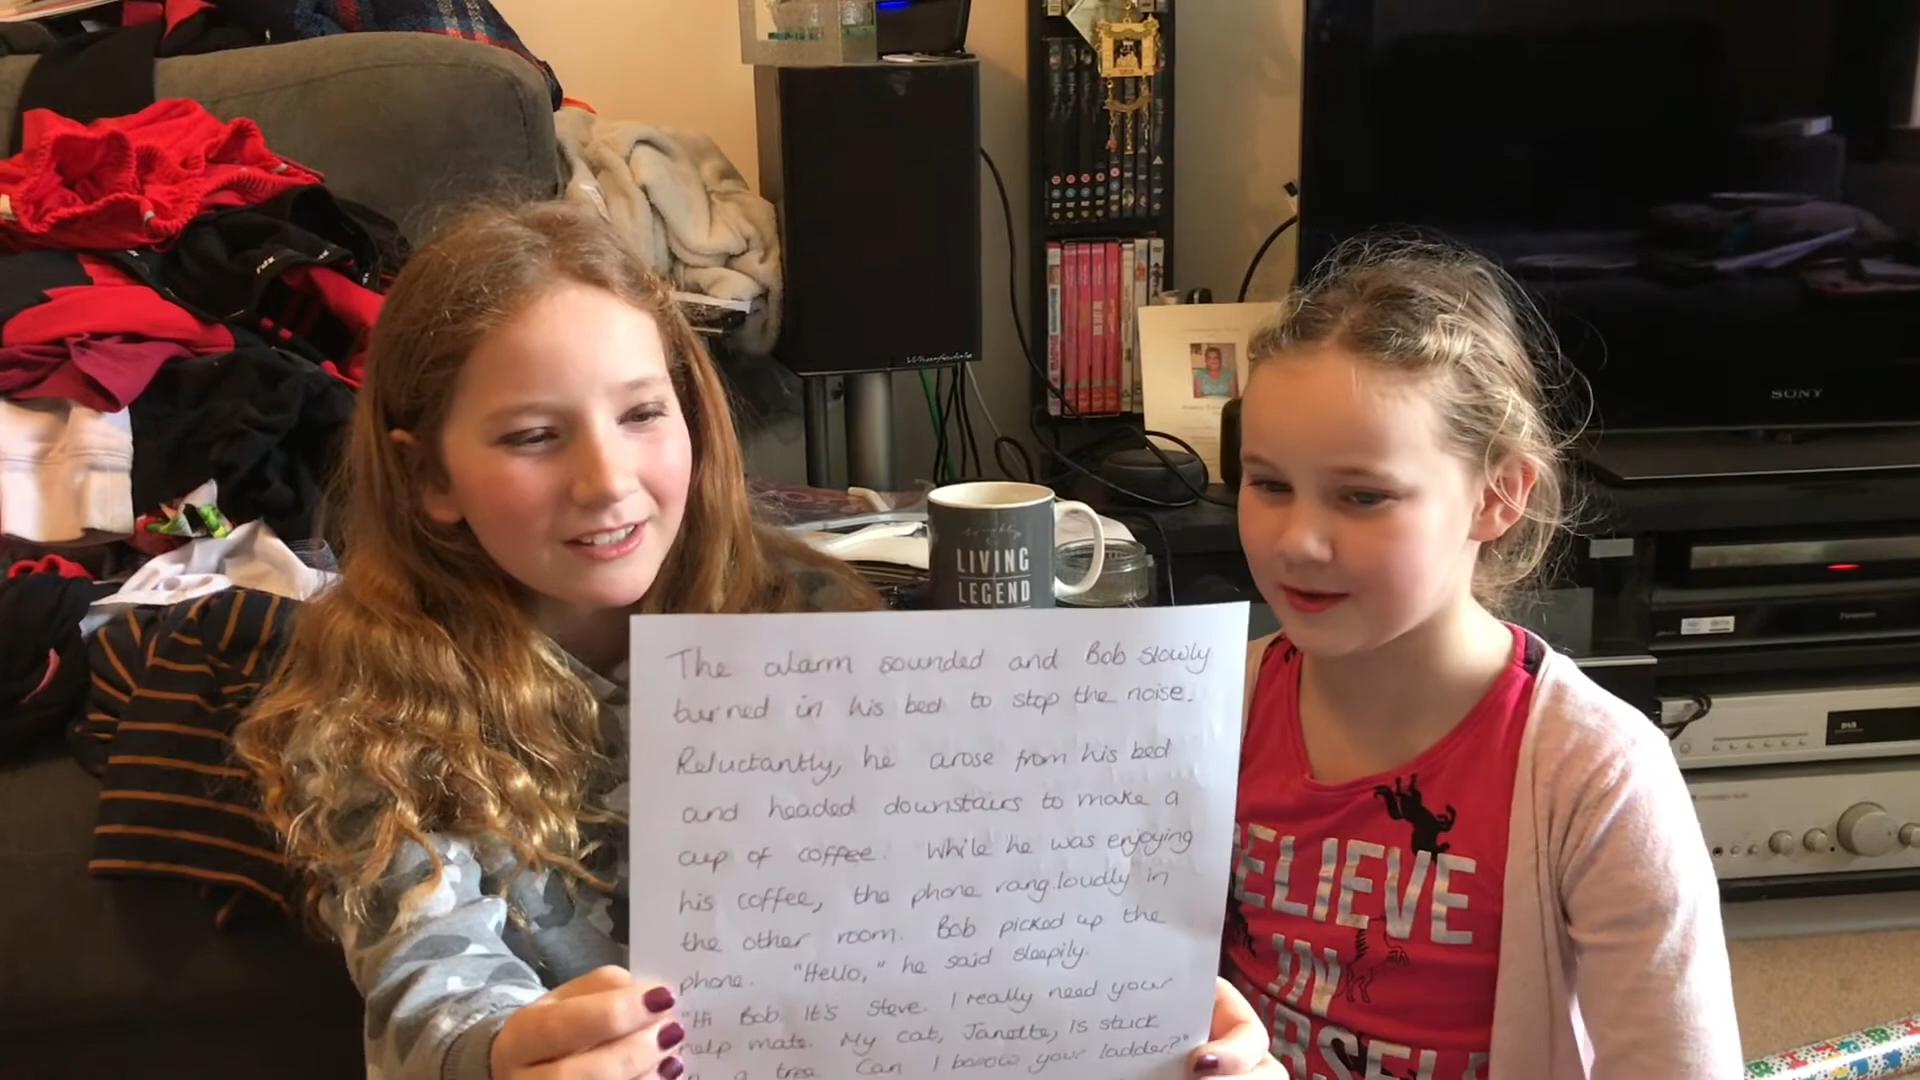 The alarm sounded and Bob slowly
turned in his bed to stop the noise.
Reluctantly, he arose from his bed
and headed downstairs to make a
cup of coffee. While he was enjoying
his coffee, the phone rang loudly in
the other room. Bob picked up the
phone. "Hello," he said sleepily.
"Hi Bob. It's Steve. I really need your
help mate. My cat, Janette, is stuck
a tree. Can I borrow your ladder?"
LIVING
LEGEND
Wharfedale
SONY
Panasonic
BELIEVE
IN